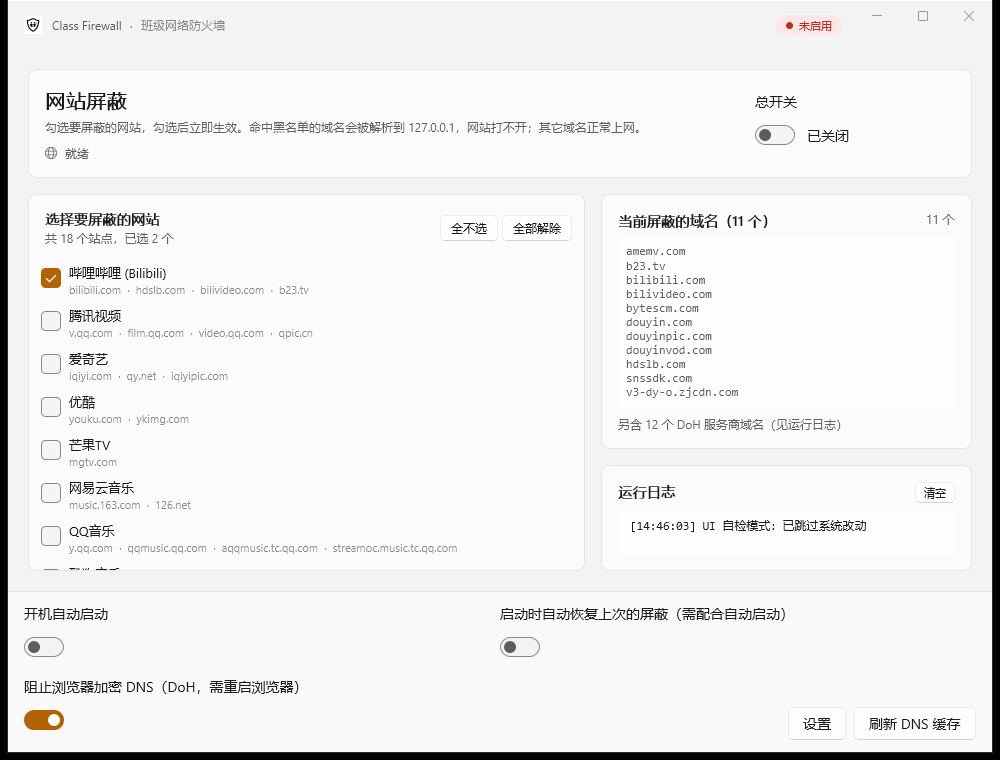 Class Firewall · 班级网络防火墙
未启用
网站屏蔽
勾选要屏蔽的网站，勾选后立即生效。命中黑名单的域名会被解析到 127.0.0.1，网站打不开；其它域名正常上网。
就绪
总开关
已关闭
选择要屏蔽的网站
共 18 个站点，已选 2 个
全不选
全部解除
哔哩哔哩 (Bilibili)
bilibili.com · hdslb.com · bilivideo.com · b23.tv
腾讯视频
v.qq.com · film.qq.com · video.qq.com · qpic.cn
爱奇艺
iqiyi.com · qy.net · iqiyipic.com
优酷
youku.com · ykimg.com
芒果TV
mgtv.com
网易云音乐
music.163.com · 126.net
QQ音乐
y.qq.com · qqmusic.qq.com · aqqmusic.tc.qq.com · streamoc.music.tc.qq.com
当前屏蔽的域名（11 个）
11 个
amemv.com
b23.tv
bilibili.com
bilivideo.com
bytescm.com
douyin.com
douyinpic.com
douyinvod.com
hdslb.com
snssdk.com
v3-dy-o.zjcdn.com
另含 12 个 DoH 服务商域名（见运行日志）
运行日志
清空
[14:46:03] UI 自检模式：已跳过系统改动
开机自动启动
启动时自动恢复上次的屏蔽（需配合自动启动）
阻止浏览器加密 DNS（DoH，需重启浏览器）
设置
刷新 DNS 缓存